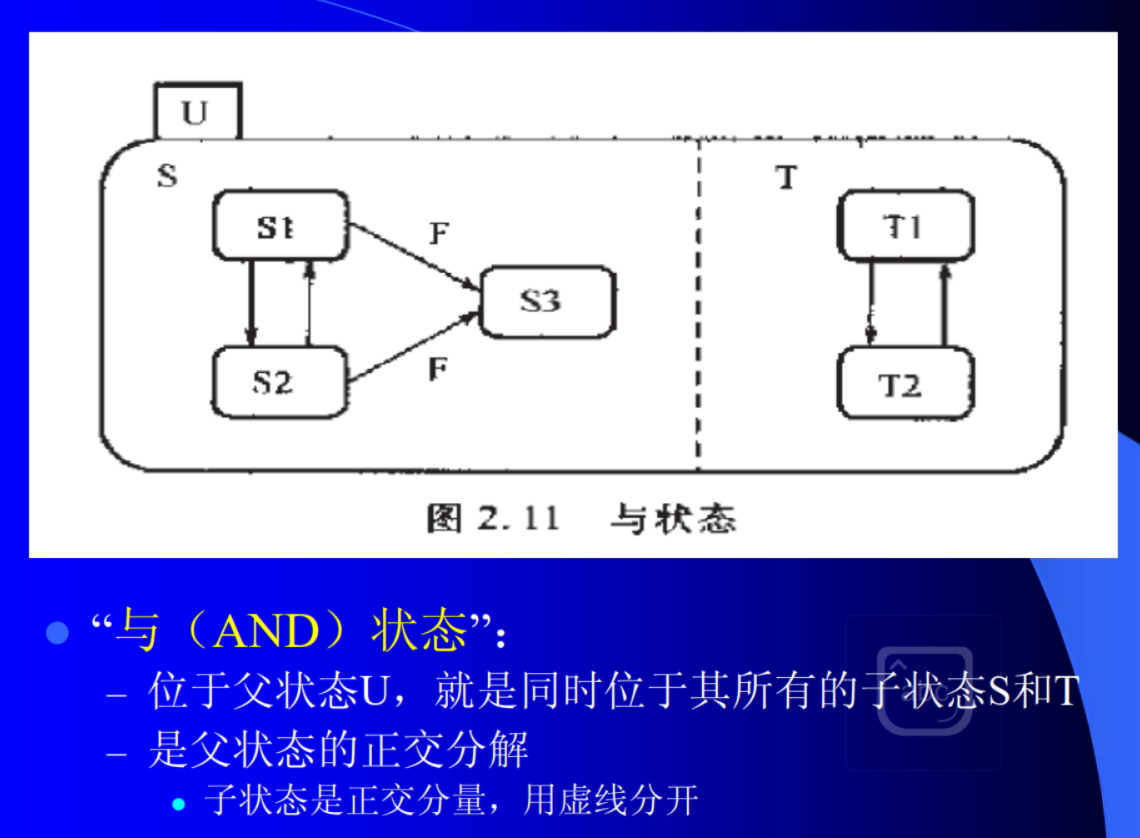 U
S
T
S1
F
T1
S3
S2
F
T2
图 2.11 与状态
“与（AND）状态”：
– 位于父状态U，就是同时位于其所有的子状态S和T
– 是父状态的正交分解
子状态是正交分量，用虚线分开